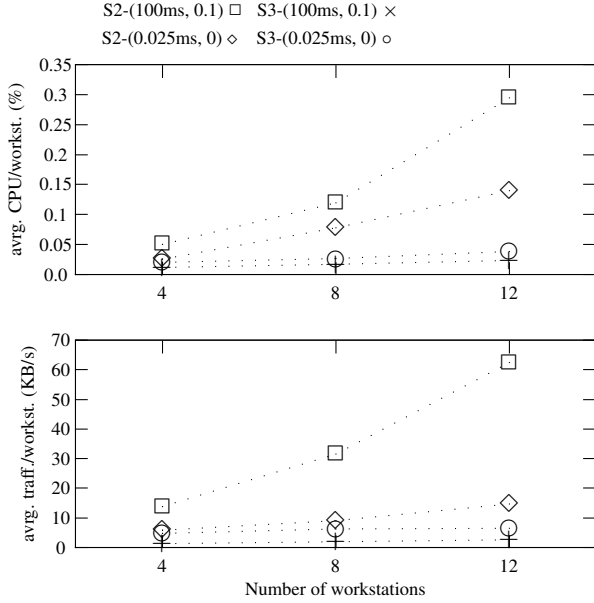 S2-(100ms, 0.1) □ S3-(100ms, 0.1) ×
S2-(0.025ms, 0) ◇ S3-(0.025ms, 0) ○
0.35
0.3
0.25
0.2
0.15
0.1
0.05
0.0
avrg. CPU/workst. (%)
4 8 12
70
60
50
40
30
20
10
0
avrg. traff./workst. (KB/s)
4 8 12
Number of workstations